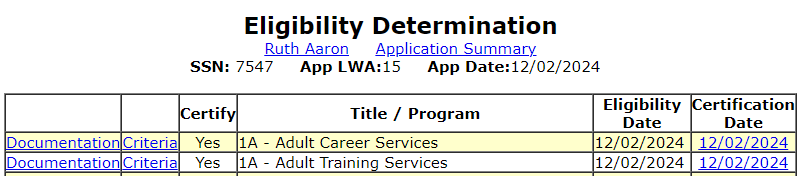 Eligibility Determination
Ruth Aaron Application Summary
SSN: 7547 App LWA:15 App Date:12/02/2024
Certify Title / Program Eligibility Date Certification Date
Documentation Criteria Yes 1A - Adult Career Services 12/02/2024 12/02/2024
Documentation Criteria Yes 1A - Adult Training Services 12/02/2024 12/02/2024